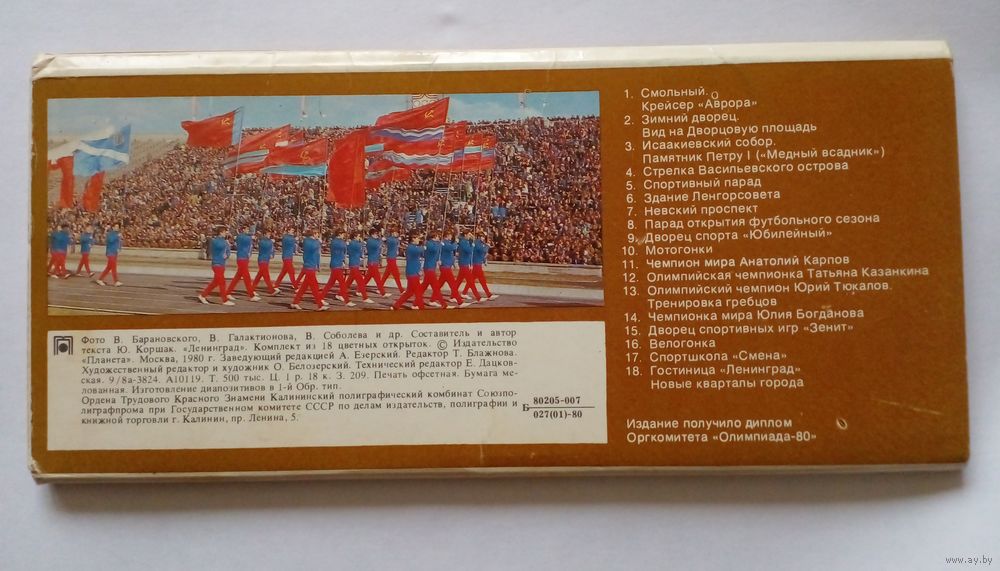 1. Смольный.
Крейсер «Аврора»
2. Зимний дворец.
Вид на Дворцовую площадь
3. Исаакиевский собор.
Памятник Петру I («Медный всадник»)
4. Стрелка Васильевского острова
5. Спортивный парад
6. Здание Ленгорсовета
7. Невский проспект
8. Парад открытия футбольного сезона
9. Дворец спорта «Юбилейный»
10. Мотогонки
11. Чемпион мира Анатолий Карпов
12. Олимпийская чемпионка Татьяна Казанкина
13. Олимпийский чемпион Юрий Тюкалов.
Тренировка гребцов
14. Чемпионка мира Юлия Богданова
15. Дворец спортивных игр «Зенит»
16. Велогонка
17. Спортшкола «Смена»
18. Гостиница «Ленинград»
Новые кварталы города
Издание получило диплом
Оргкомитета «Олимпиада-80»
Фото В. Барановского, В. Галактионова, В. Соболева и др. Составитель и автор
текста Ю. Коршак. «Ленинград». Комплект из 18 цветных открыток. © Издательство
«Планета». Москва, 1980 г. Заведующий редакцией А. Езерский. Редактор Т. Блажнова.
Художественный редактор и художник О. Белозерский. Технический редактор Е. Дацков-
ская. 9/8а-3824. А10119. Т. 500 тыс. Ц. 1 р. 18 к. З. 209. Печать офсетная. Бумага ме-
лованная. Изготовление диапозитивов в 1-й Обр. тип.
Ордена Трудового Красного Знамени Калининский полиграфический комбинат Союзпо-
лиграфпрома при Государственном комитете СССР по делам издательств, полиграфии и
книжной торговли г. Калинин, пр. Ленина, 5.
Б 80205-007
027(01)-80
www.ay.by